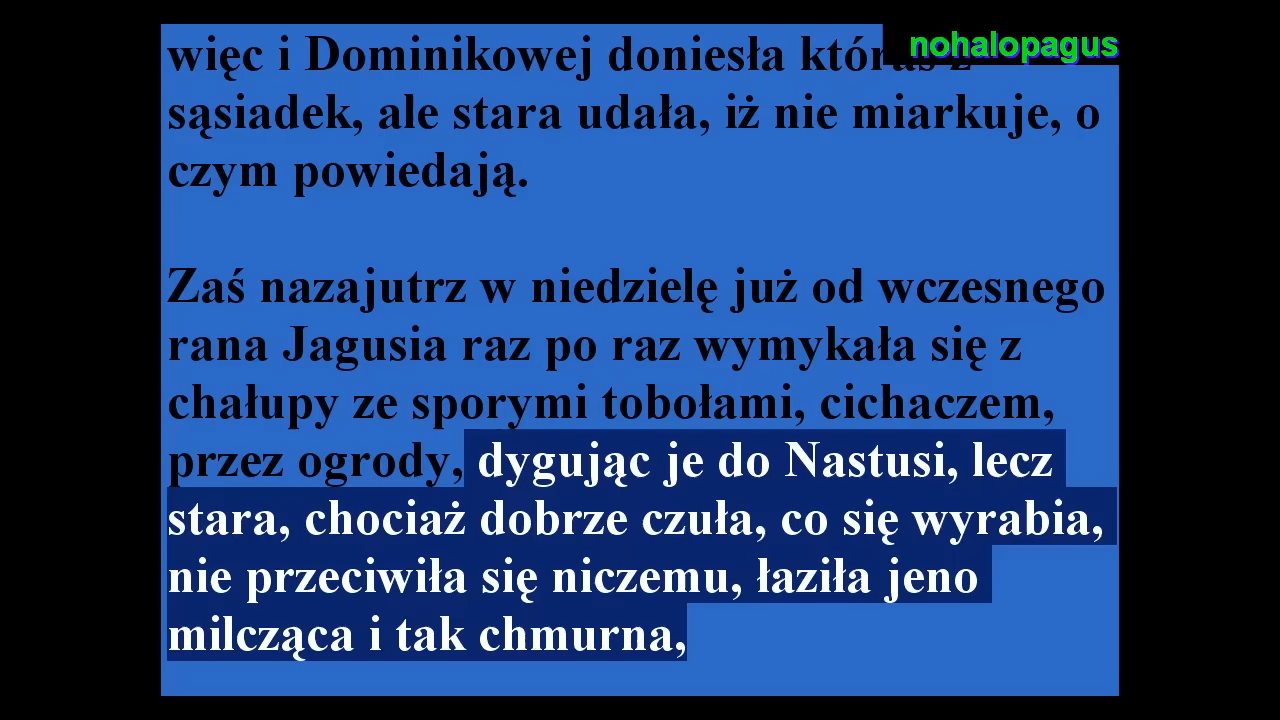 więc i Dominikowej doniesła któraś z
nohalopagus
sąsiadek, ale stara udała, iż nie miarkuje, o
czym powiedają.
Zaś nazajutrz w niedzielę już od wczesnego
rana Jagusia raz po raz wymykała się z
chałupy ze sporymi tobołami, cichaczem,
przez ogrody, dygując je do Nastusi, lecz
stara, chociaż dobrze czuła, co się wyrabia,
nie przeciwiła się niczemu, łaziła jeno
milcząca i tak chmurna,